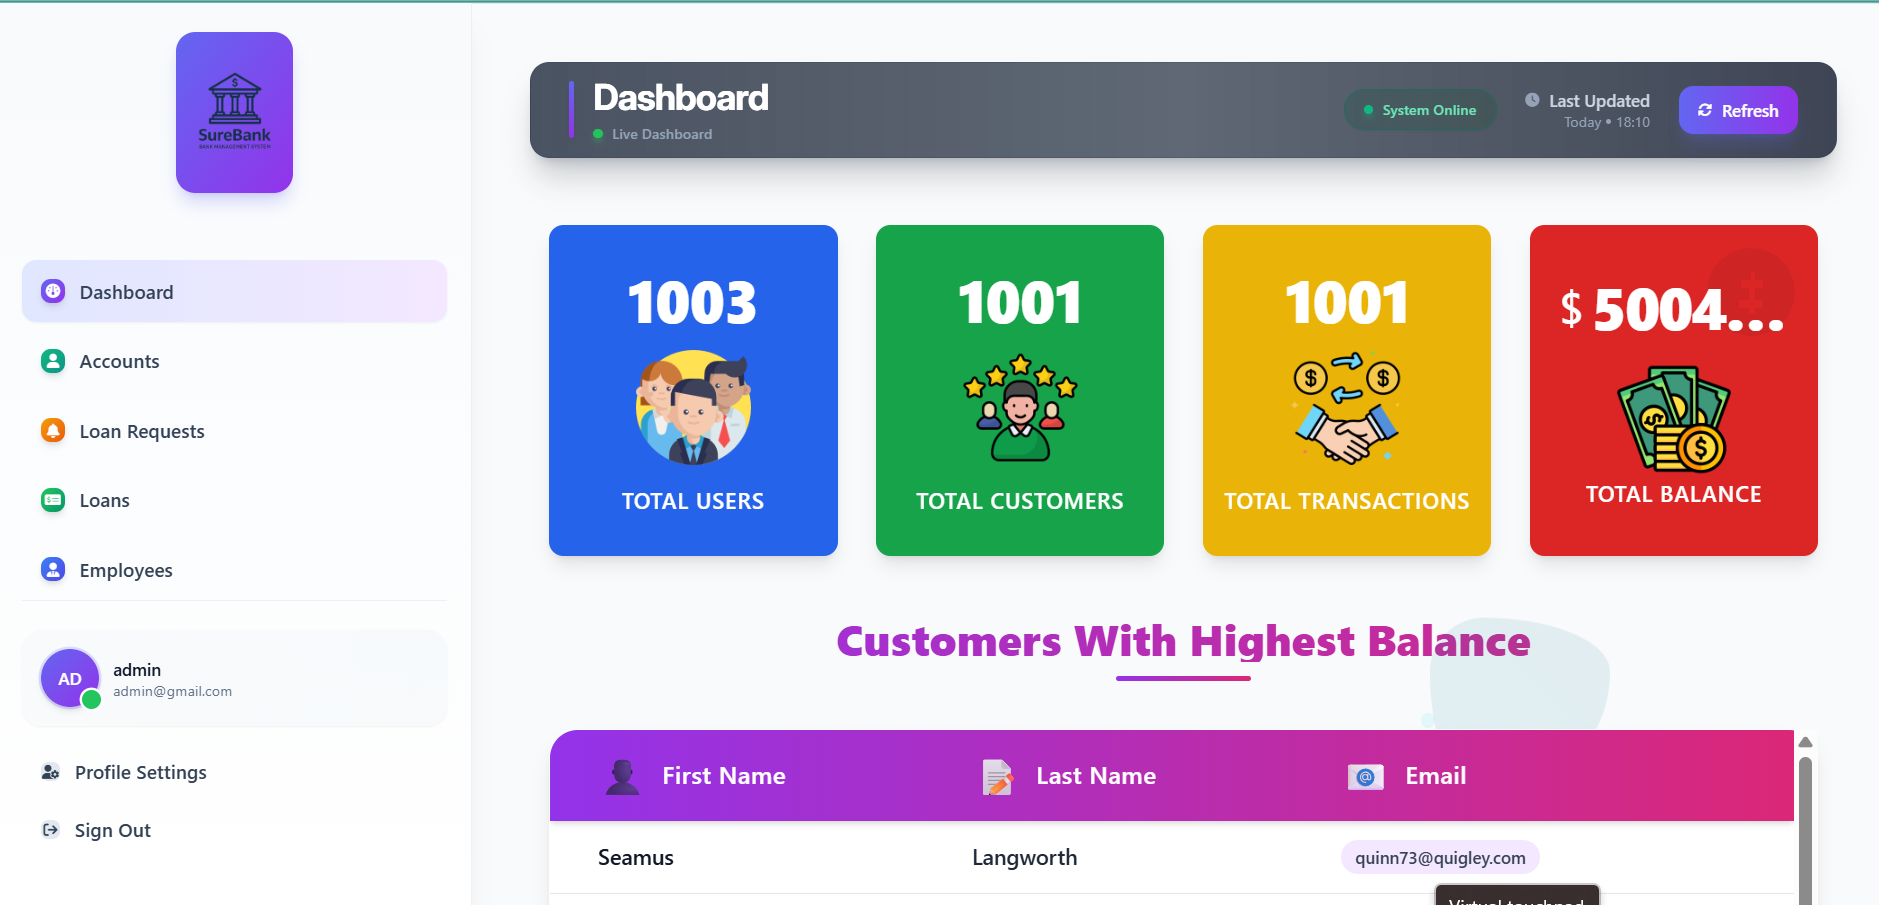 SureBank
BANK MANAGEMENT SYSTEM
Dashboard
Accounts
Loan Requests
Loans
Employees
AD
admin
admin@gmail.com
Profile Settings
Sign Out
Dashboard
Live Dashboard
System Online
Last Updated
Today • 18:10
Refresh
1003
TOTAL USERS
1001
TOTAL CUSTOMERS
1001
TOTAL TRANSACTIONS
$ 5004...
TOTAL BALANCE
Customers With Highest Balance
First Name
Last Name
Email
Seamus
Langworth
quinn73@quigley.com
Virtual touchpad